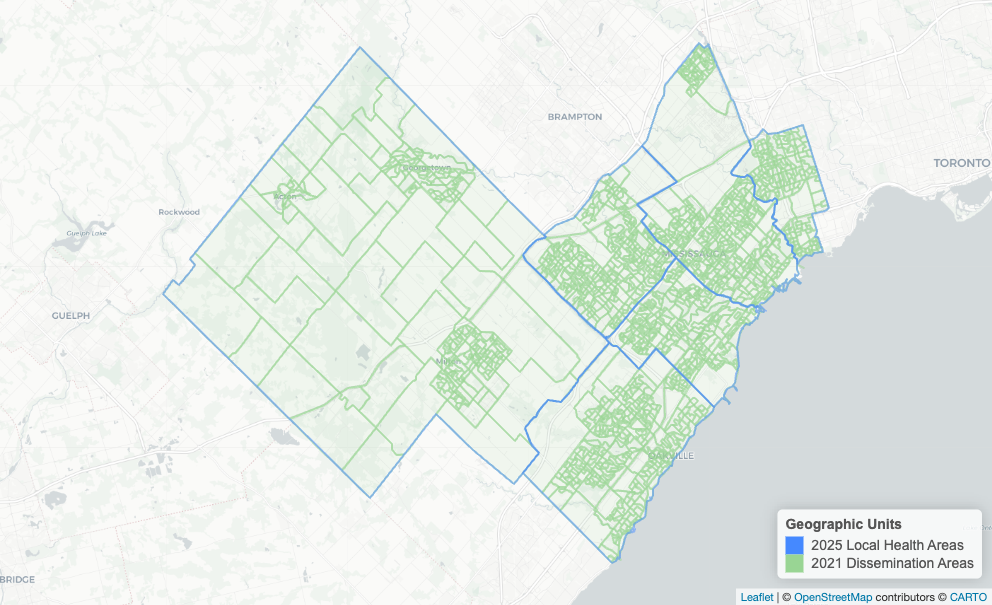 BRAMPTON
TORONTO
Georgetown
Acton
Rockwood
Guelph Lake
MISSISSAUGA
GUELPH
Milton
OAKVILLE
Geographic Units
2025 Local Health Areas
2021 Dissemination Areas
BRIDGE
Leaflet | © OpenStreetMap contributors © CARTO